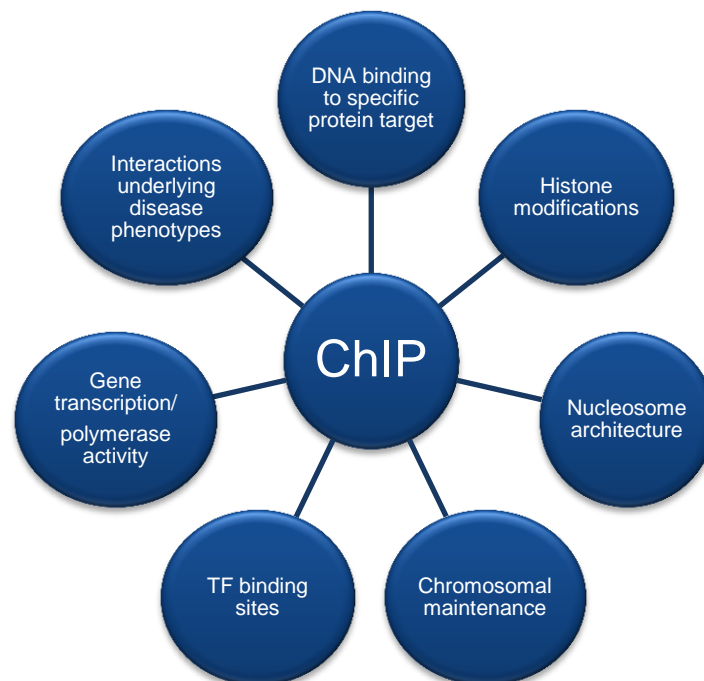 DNA binding
to specific
protein target
Histone
modifications
Nucleosome
architecture
Chromosomal
maintenance
TF binding
sites
Gene
transcription/
polymerase
activity
Interactions
underlying
disease
phenotypes
ChIP